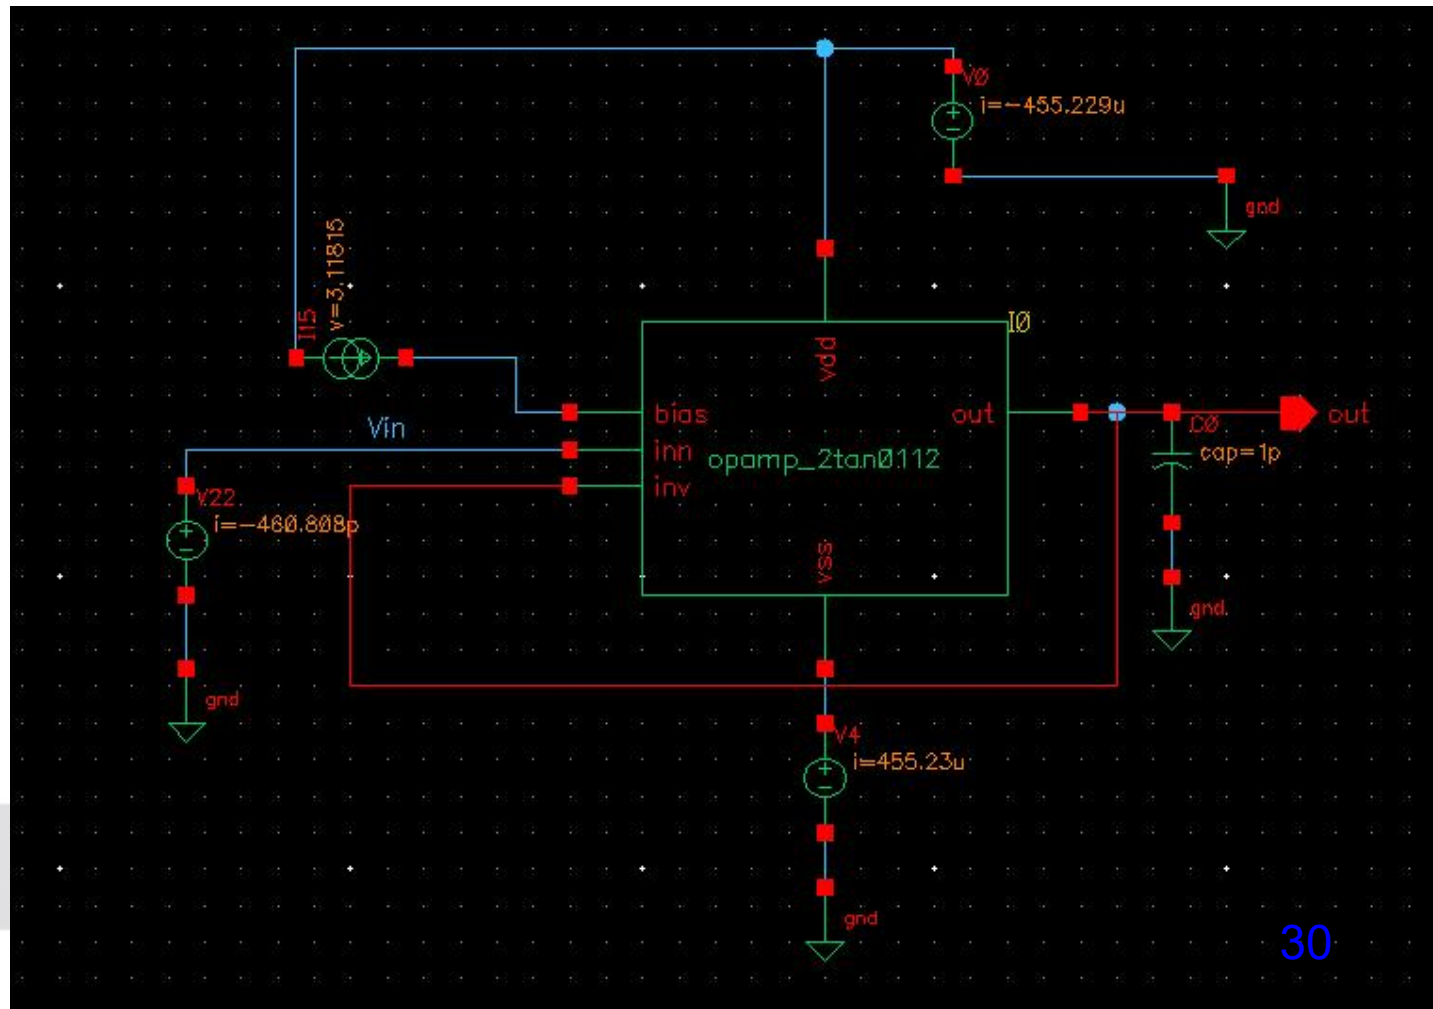 V0
i=-455.229u
gnd
v=3.11815
I15
I0
vdd
Vin
bias
out
out
C0
cap=1p
inn
opamp_2tan0112
inv
V22
i=-460.808p
vss
gnd
gnd
V4
i=455.23u
gnd
30